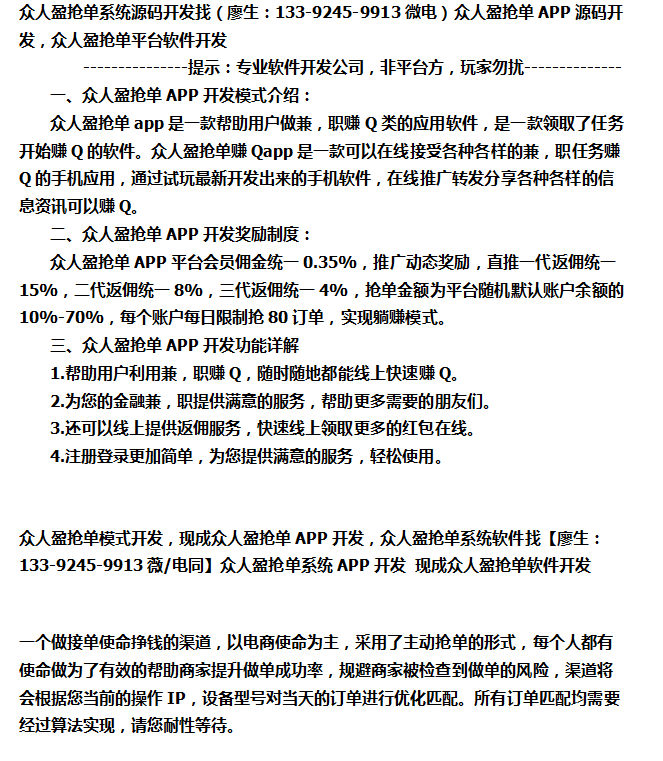 众人盈抢单系统源码开发找（廖生：133-9245-9913 微电）众人盈抢单 APP 源码开
发，众人盈抢单平台软件开发
---------------提示：专业软件开发公司，非平台方，玩家勿扰--------------
一、众人盈抢单 APP 开发模式介绍：
众人盈抢单 app 是一款帮助用户做兼，职赚 Q 类的应用软件，是一款领取了任务
开始赚 Q 的软件。众人盈抢单赚 Qapp 是一款可以在线接受各种各样的兼，职任务赚
Q 的手机应用，通过试玩最新开发出来的手机软件，在线推广转发分享各种各样的信
息资讯可以赚 Q。
二、众人盈抢单 APP 开发奖励制度：
众人盈抢单 APP 平台会员佣金统一 0.35%，推广动态奖励，直推一代返佣统一
15%，二代返佣统一 8%，三代返佣统一 4%，抢单金额为平台随机默认账户余额的
10%-70%，每个账户每日限制抢 80 订单，实现躺赚模式。
三、众人盈抢单 APP 开发功能详解
1.帮助用户利用兼，职赚 Q，随时随地都能线上快速赚 Q。
2.为您的金融兼，职提供满意的服务，帮助更多需要的朋友们。
3.还可以线上提供返佣服务，快速线上领取更多的红包在线。
4.注册登录更加简单，为您提供满意的服务，轻松使用。
众人盈抢单模式开发，现成众人盈抢单 APP 开发，众人盈抢单系统软件找【廖生：
133-9245-9913 薇/电同】众人盈抢单系统 APP 开发 现成众人盈抢单软件开发
一个做接单使命挣钱的渠道，以电商使命为主，采用了主动抢单的形式，每个人都有
使命做为了有效的帮助商家提升做单成功率，规避商家被检查到做单的风险，渠道将
会根据您当前的操作 IP，设备型号对当天的订单进行优化匹配。所有订单匹配均需要
经过算法实现，请您耐性等待。